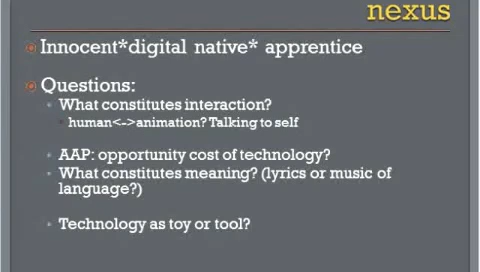 nexus
Innocent*digital native* apprentice
Questions:
What constitutes interaction?
human<->animation? Talking to self
AAP: opportunity cost of technology?
What constitutes meaning? (lyrics or music of
language?)
Technology as toy or tool?